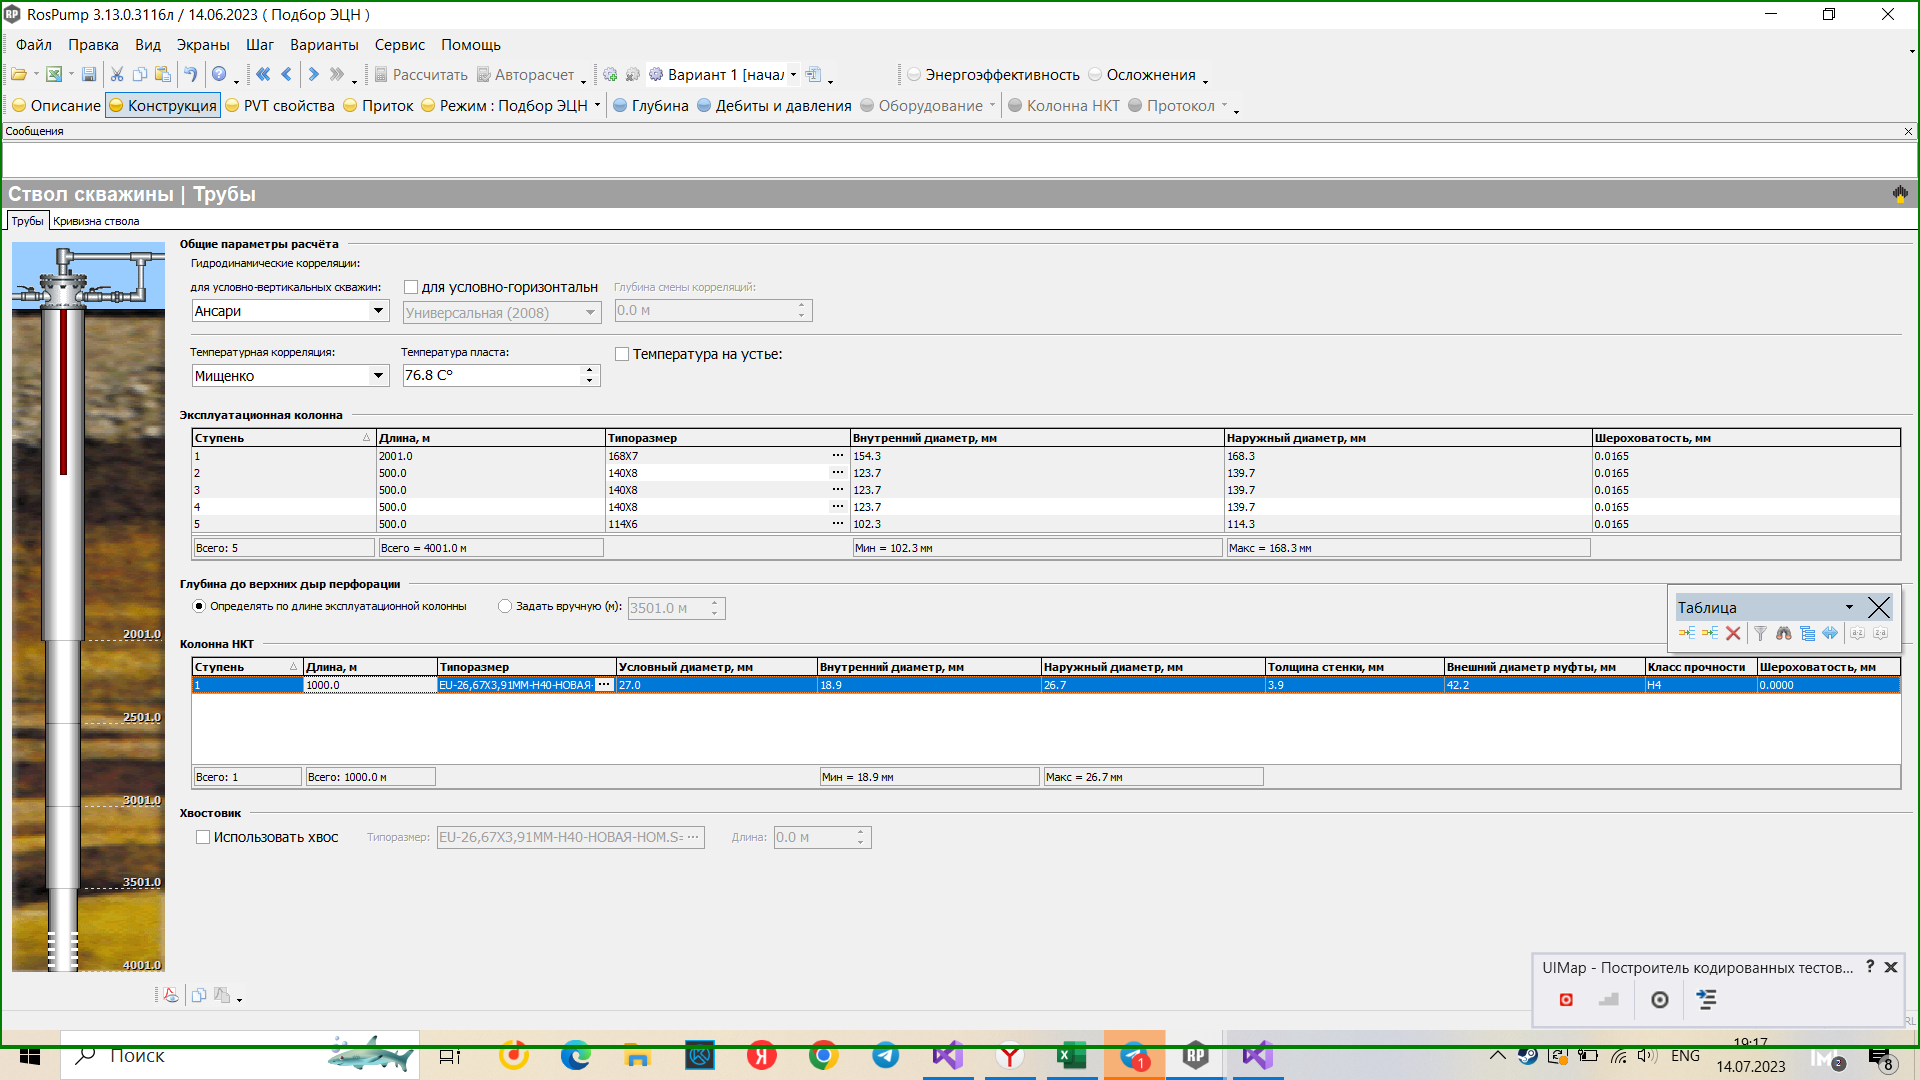 RosPump 3.13.0.3116л / 14.06.2023 ( Подбор ЭЦН )
Файл Правка Вид Экраны Шаг Варианты Сервис Помощь
Рассчитать Авторасчет Вариант 1 [начал Энергоэффективность Осложнения
Описание Конструкция PVT свойства Приток Режим : Подбор ЭЦН Глубина Дебиты и давления Оборудование Колонна НКТ Протокол
Сообщения
Ствол скважины | Трубы
Трубы Кривизна ствола
Общие параметры расчёта
Гидродинамические корреляции:
для условно-вертикальных скважин: для условно-горизонтальн Глубина смены корреляций:
Ансари Универсальная (2008) 0.0 м
Температурная корреляция: Температура пласта: Температура на устье:
Мищенко 76.8 C°
Эксплуатационная колонна
Ступень Длина, м Типоразмер Внутренний диаметр, мм Наружный диаметр, мм Шероховатость, мм
1 2001.0 168X7 ... 154.3 168.3 0.0165
2 500.0 140X8 ... 123.7 139.7 0.0165
3 500.0 140X8 ... 123.7 139.7 0.0165
4 500.0 140X8 ... 123.7 139.7 0.0165
5 500.0 114X6 ... 102.3 114.3 0.0165
Всего: 5 Всего = 4001.0 м Мин = 102.3 мм Макс = 168.3 мм
Глубина до верхних дыр перфорации
Определять по длине эксплуатационной колонны Задать вручную (м): 3501.0 м
Таблица
Колонна НКТ
Ступень Длина, м Типоразмер Условный диаметр, мм Внутренний диаметр, мм Наружный диаметр, мм Толщина стенки, мм Внешний диаметр муфты, мм Класс прочности Шероховатость, мм
1 1000.0 EU-26,67X3,91ММ-H40-НОВАЯ- ... 27.0 18.9 26.7 3.9 42.2 H4 0.0000
Всего: 1 Всего: 1000.0 м Мин = 18.9 мм Макс = 26.7 мм
Хвостовик
Использовать хвос Типоразмер: EU-26,67X3,91ММ-H40-НОВАЯ-НОМ.S= ... Длина: 0.0 м
2001.0
2501.0
3001.0
3501.0
4001.0
UIMap - Построитель кодированных тестов...
RL
Поиск
1
ENG
19:17
14.07.2023
2
8